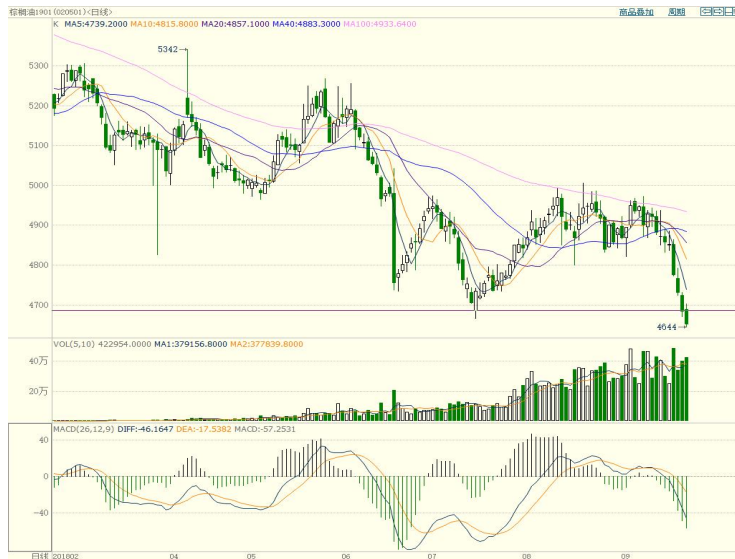 棕榈油1901(020501)<日线>
商品叠加 周期
K MA5:4739.2000 MA10:4815.8000 MA20:4857.1000 MA40:4883.3000 MA100:4933.6400
5342
5300
5200
5100
5000
4900
4800
4700
4644
VOL(5,10) 422954.0000 MA1:379156.8000 MA2:377839.8000
40万
20万
MACD(26,12,9) DIFF:-46.1647 DEA:-17.5382 MACD:-57.2531
40
0
-40
日线 201802 04 05 06 07 08 09